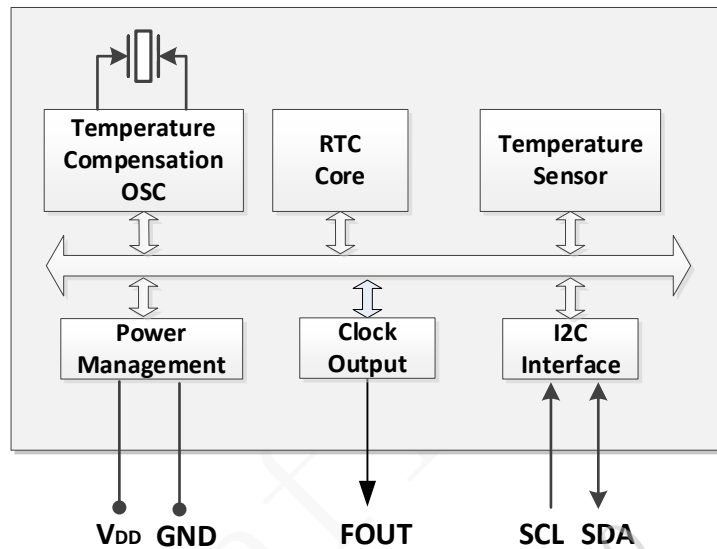 Temperature
Compensation
OSC
RTC
Core
Temperature
Sensor
Power
Management
Clock
Output
I2C
Interface
VDD GND FOUT SCL SDA